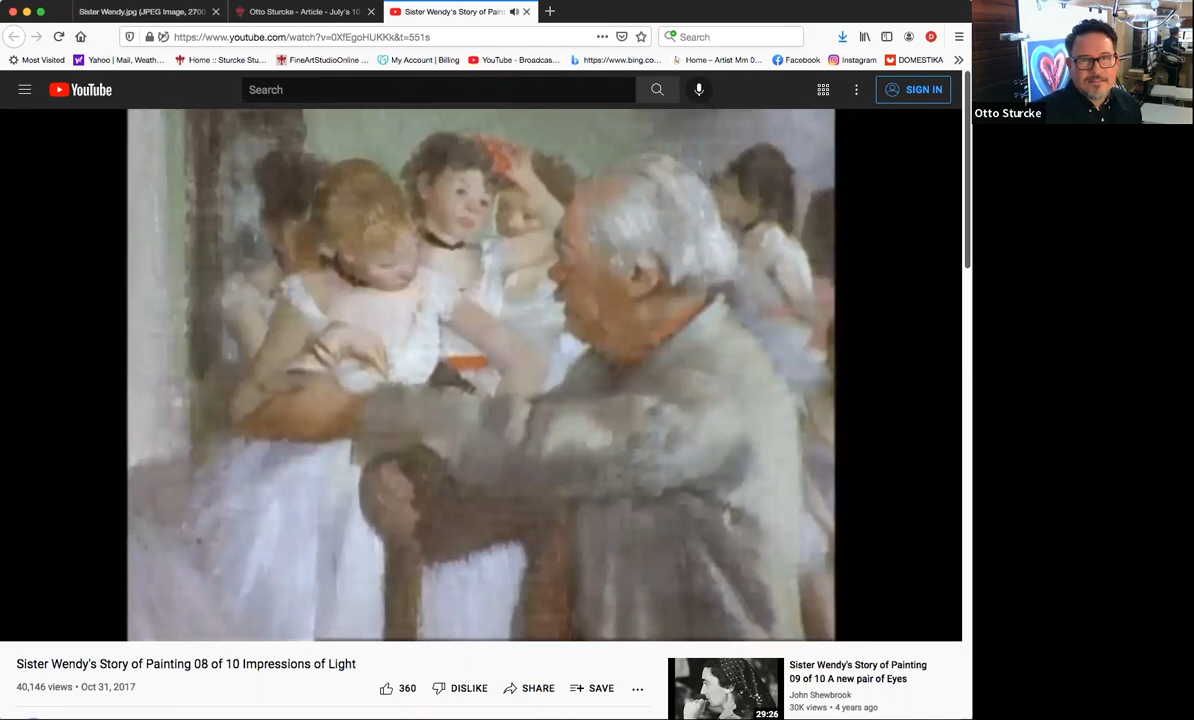 Sister Wendy.jpg (JPEG Image, 2700
Otto Sturcke - Article - July's 10
Sister Wendy's Story of Pain
https://www.youtube.com/watch?v=0XfEgoHUKKk&t=551s
Search
Most Visited
Yahoo | Mail, Weath...
Home :: Sturcke Stu...
FineArtStudioOnline ...
My Account | Billing
YouTube - Broadcas...
https://www.bing.co...
Home – Artist Mm 0...
Facebook
Instagram
DOMESTIKA
YouTube
Search
SIGN IN
Otto Sturcke
Sister Wendy's Story of Painting 08 of 10 Impressions of Light
40,146 views • Oct 31, 2017
360
DISLIKE
SHARE
SAVE
Sister Wendy's Story of Painting
09 of 10 A new pair of Eyes
John Shewbrook
30K views • 4 years ago
29:26